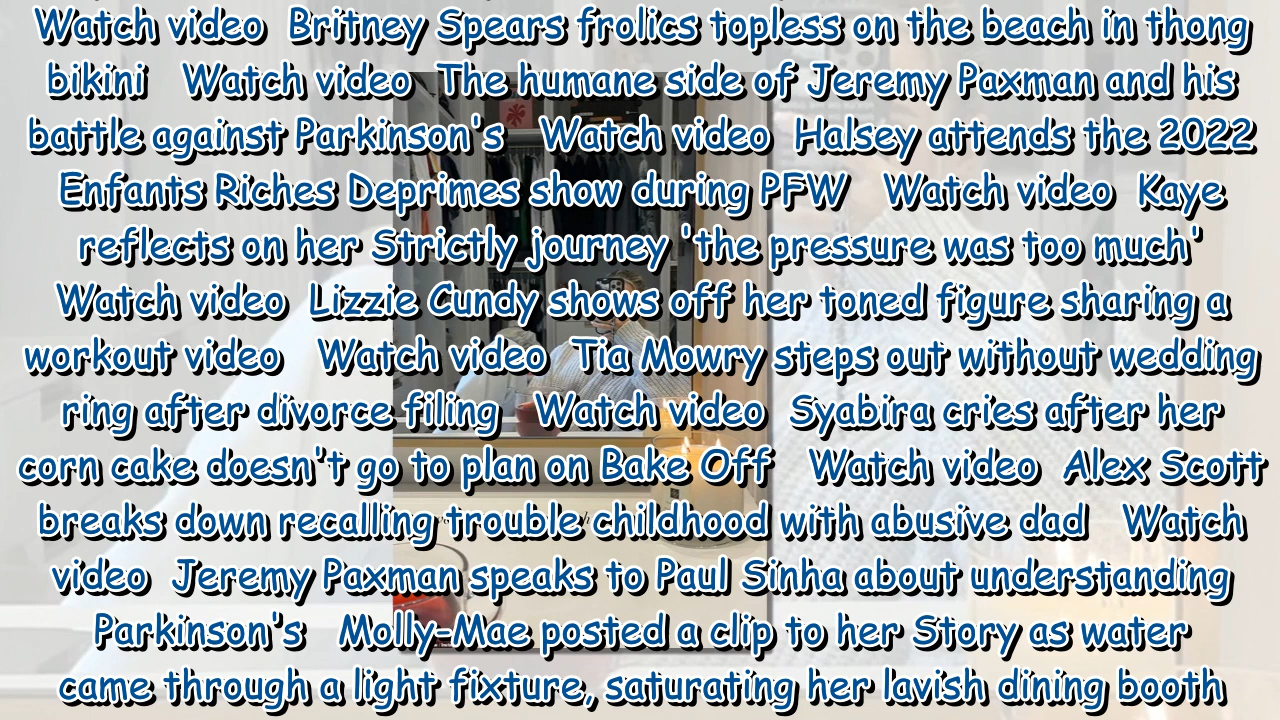 Watch video Britney Spears frolics topless on the beach in thong
bikini Watch video The humane side of Jeremy Paxman and his
battle against Parkinson's Watch video Halsey attends the 2022
Enfants Riches Deprimes show during PFW Watch video Kaye
reflects on her Strictly journey 'the pressure was too much'
Watch video Lizzie Cundy shows off her toned figure sharing a
workout video Watch video Tia Mowry steps out without wedding
ring after divorce filing Watch video Syabira cries after her
corn cake doesn't go to plan on Bake Off Watch video Alex Scott
breaks down recalling trouble childhood with abusive dad Watch
video Jeremy Paxman speaks to Paul Sinha about understanding
Parkinson's Molly-Mae posted a clip to her Story as water
came through a light fixture, saturating her lavish dining booth